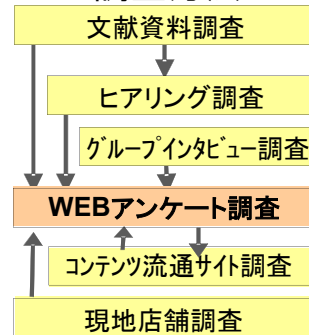 文献資料調査
ヒアリング調査
グループインタビュー調査
WEBアンケート調査
コンテンツ流通サイト調査
現地店舗調査